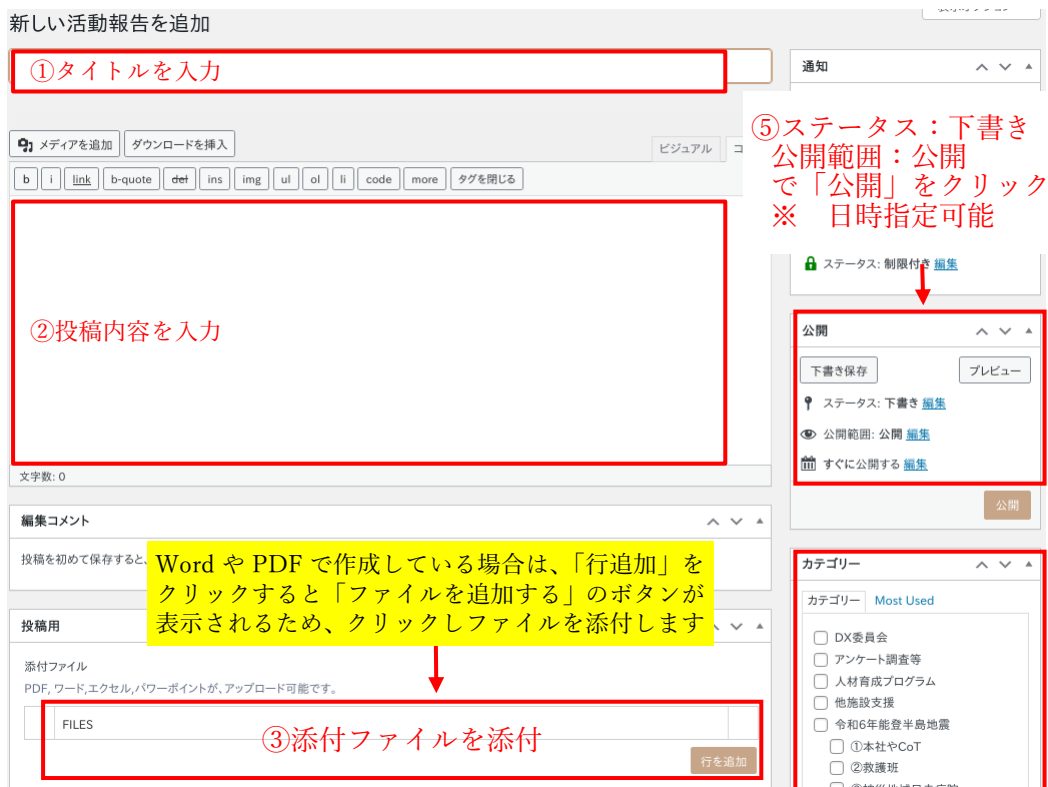 新しい活動報告を追加
①タイトルを入力
メディアを追加 ダウンロードを挿入
ビジュアル
b i link b-quote del ins img ul ol li code more タグを閉じる
②投稿内容を入力
文字数: 0
編集コメント
投稿を初めて保存すると、
Word や PDF で作成している場合は、「行追加」を
クリックすると「ファイルを追加する」のボタンが
表示されるため、クリックしファイルを添付します
投稿用
添付ファイル
PDF, ワード,エクセル,パワーポイントが、アップロード可能です。
FILES
③添付ファイルを添付
行を追加
通知
⑤ステータス：下書き
公開範囲：公開
で「公開」をクリック
※　日時指定可能
ステータス: 制限付き 編集
公開
下書き保存 プレビュー
ステータス: 下書き 編集
公開範囲: 公開 編集
すぐに公開する 編集
公開
カテゴリー
カテゴリー Most Used
DX委員会
アンケート調査等
人材育成プログラム
他施設支援
令和6年能登半島地震
①本社やCoT
②救護班